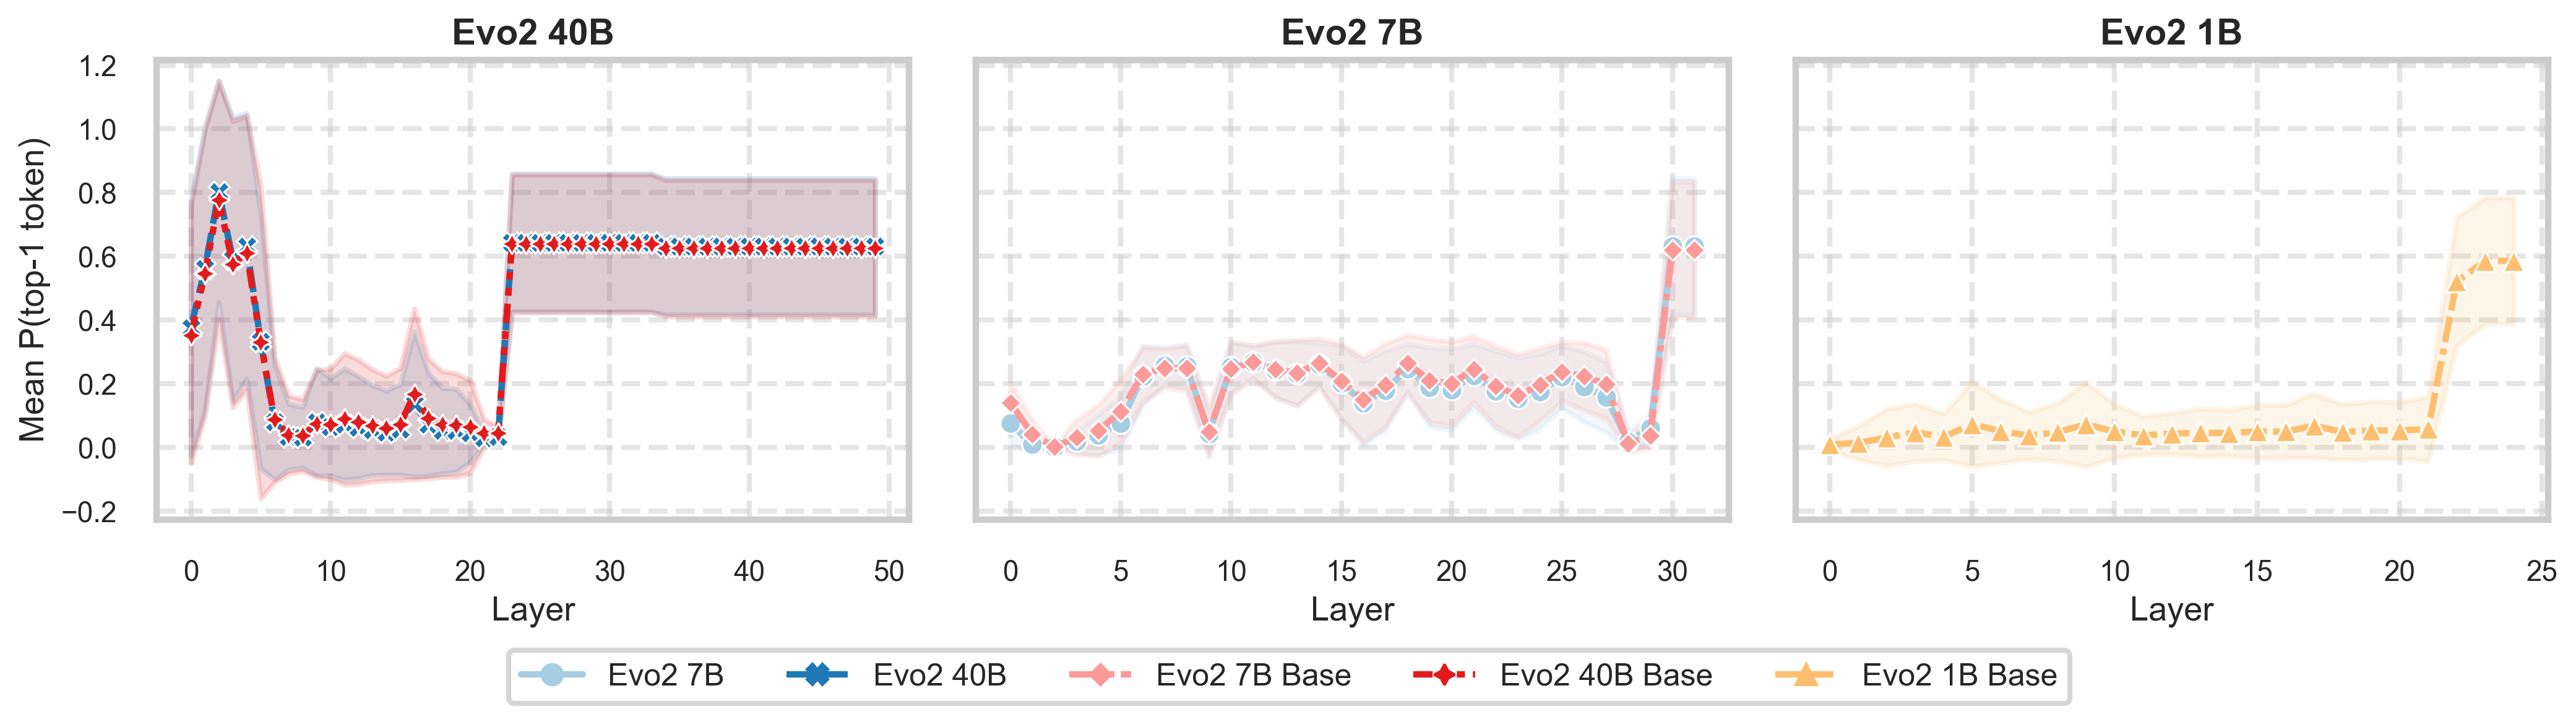 Evo2 40B Evo2 7B Evo2 1B
Mean P(top-1 token)
1.2
1.0
0.8
0.6
0.4
0.2
0.0
−0.2
0 10 20 30 40 50 0 5 10 15 20 25 30 0 5 10 15 20 25
Layer Layer Layer
Evo2 7B Evo2 40B Evo2 7B Base Evo2 40B Base Evo2 1B Base